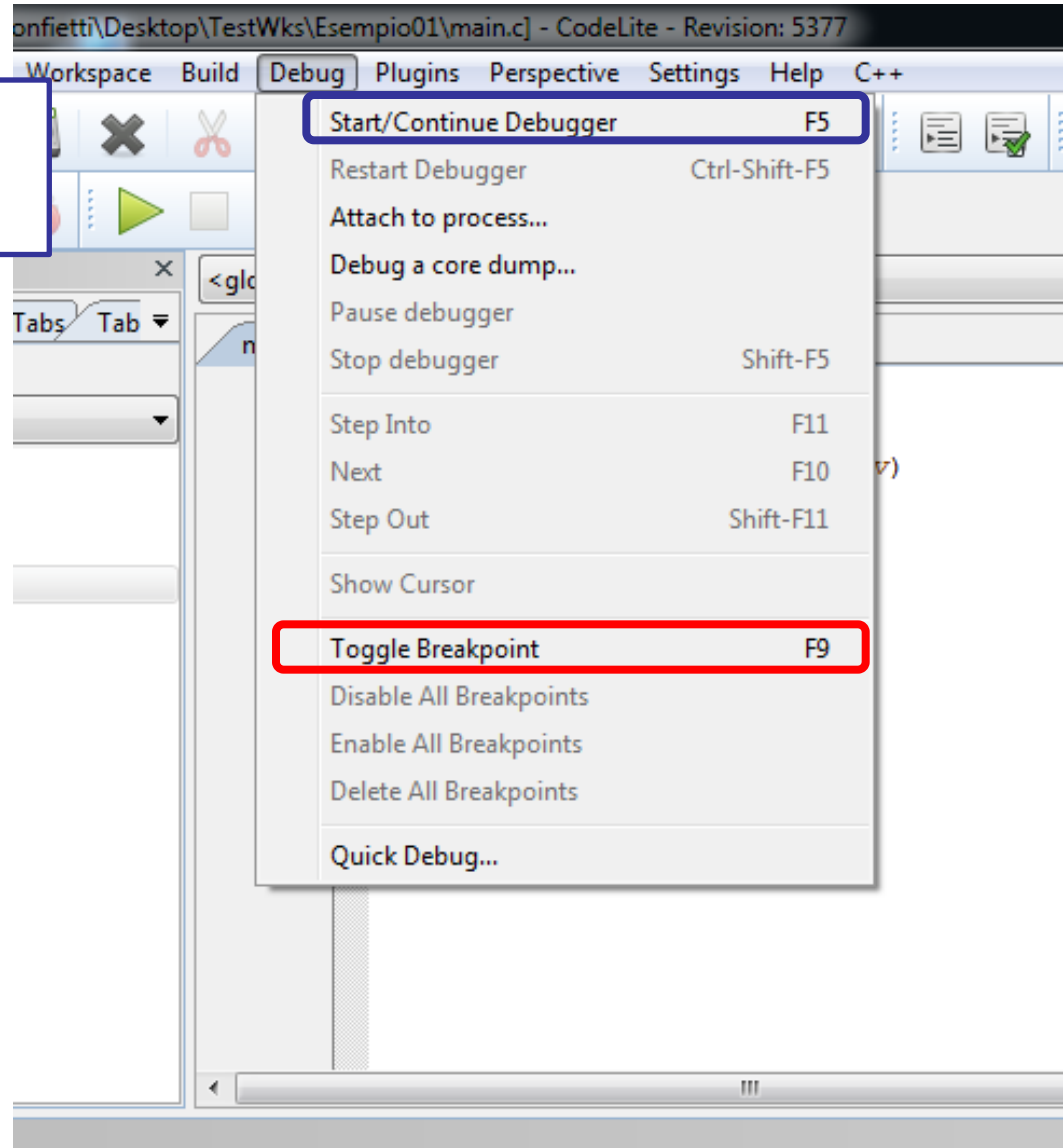 onfietti\Desktop\TestWks\Esempio01\main.c] - CodeLite - Revision: 5377
Workspace Build Debug Plugins Perspective Settings Help C++
Start/Continue Debugger F5
Restart Debugger Ctrl-Shift-F5
Attach to process...
Debug a core dump...
Pause debugger
Stop debugger Shift-F5
Step Into F11
Next F10
Step Out Shift-F11
Show Cursor
Toggle Breakpoint F9
Disable All Breakpoints
Enable All Breakpoints
Delete All Breakpoints
Quick Debug...
<glo
Tabs Tab
v)